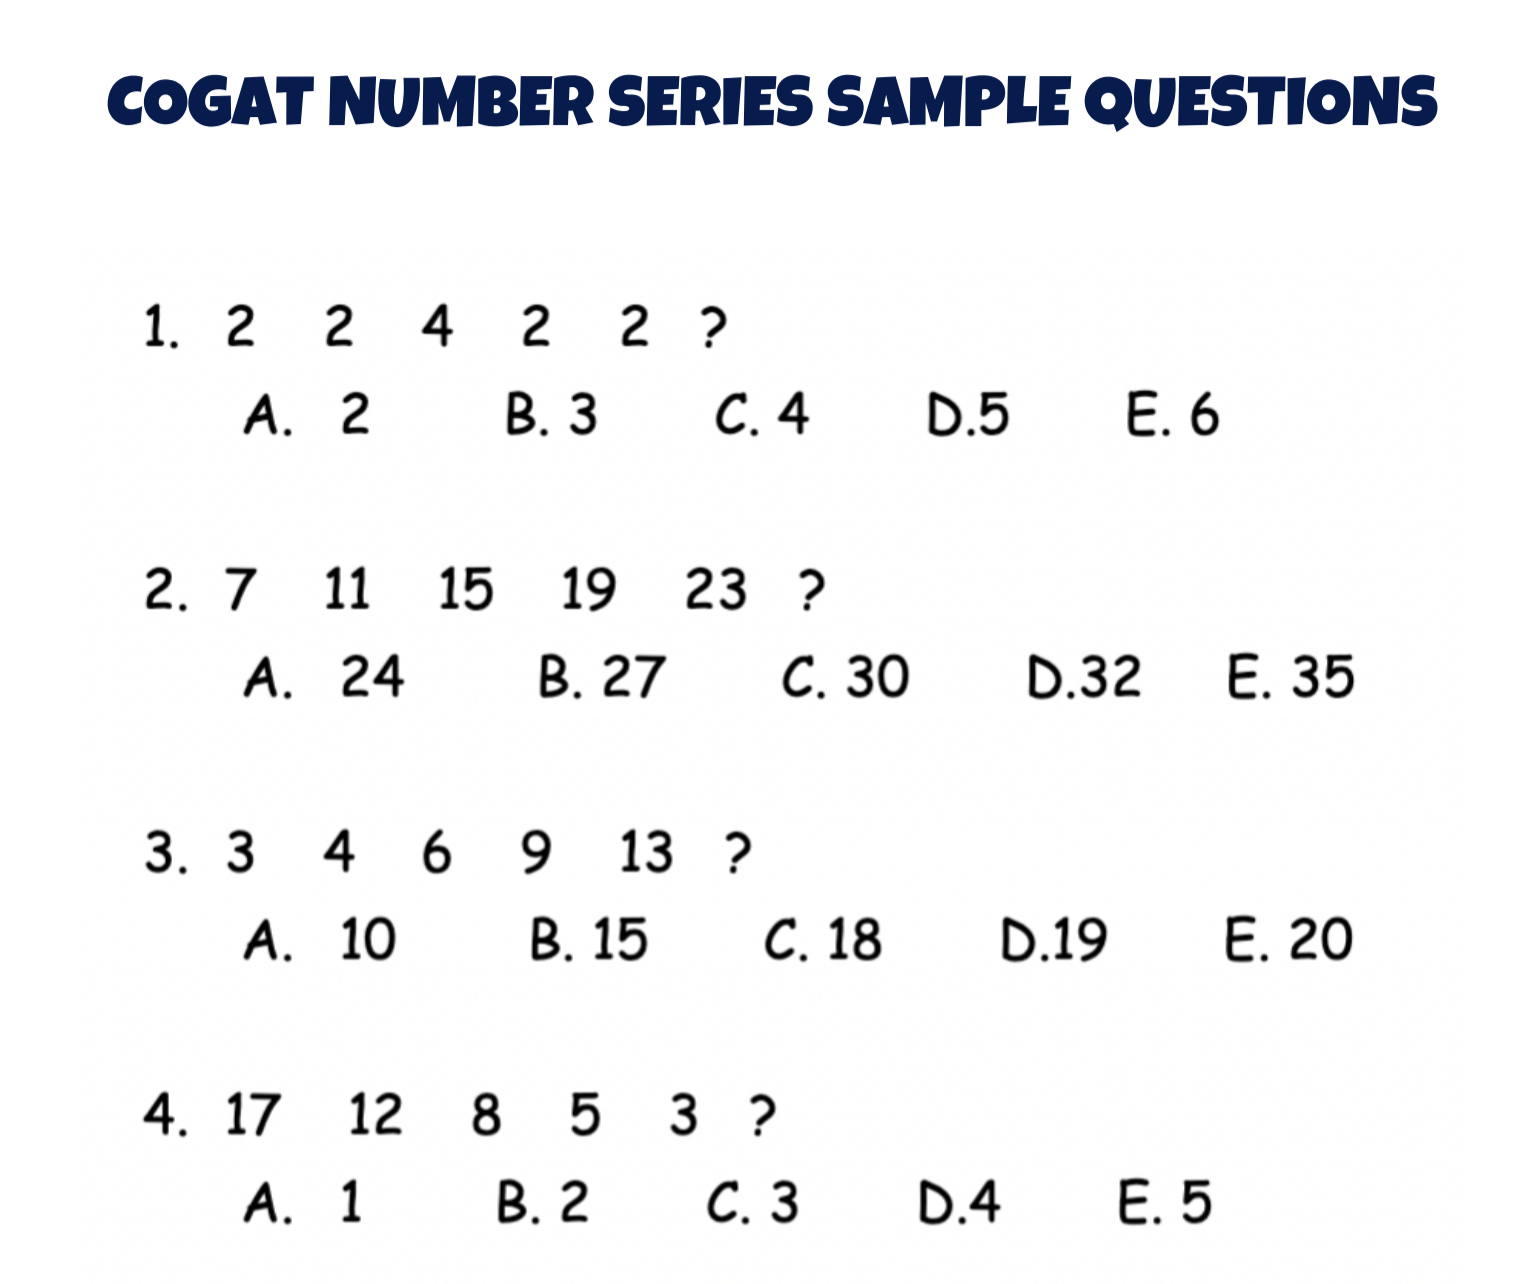 COGAT NUMBER SERIES SAMPLE QUESTIONS
1. 2 2 4 2 2 ?
A. 2 B. 3 C. 4 D.5 E. 6
2. 7 11 15 19 23 ?
A. 24 B. 27 C. 30 D.32 E. 35
3. 3 4 6 9 13 ?
A. 10 B. 15 C. 18 D.19 E. 20
4. 17 12 8 5 3 ?
A. 1 B. 2 C. 3 D.4 E. 5